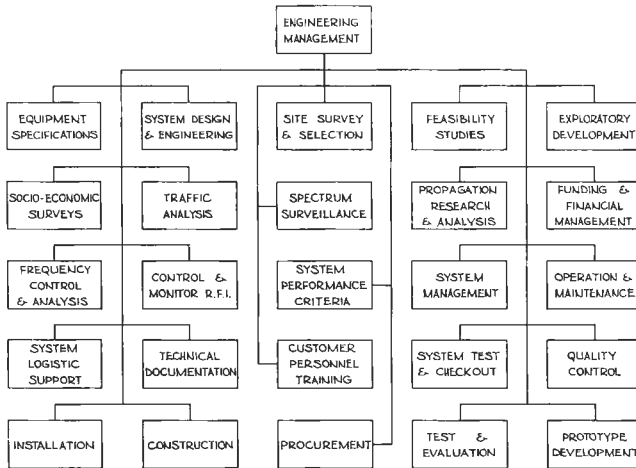 ENGINEERING
MANAGEMENT
EQUIPMENT
SPECIFICATIONS
SYSTEM DESIGN
& ENGINEERING
SITE SURVEY
& SELECTION
FEASIBILITY
STUDIES
EXPLORATORY
DEVELOPMENT
SOCIO-ECONOMIC
SURVEYS
TRAFFIC
ANALYSIS
SPECTRUM
SURVEILLANCE
PROPAGATION
RESEARCH
& ANALYSIS
FUNDING &
FINANCIAL
MANAGEMENT
FREQUENCY
CONTROL
& ANALYSIS
CONTROL &
MONITOR R.F.I.
SYSTEM
PERFORMANCE
CRITERIA
SYSTEM
MANAGEMENT
OPERATION &
MAINTENANCE
SYSTEM
LOGISTIC
SUPPORT
TECHNICAL
DOCUMENTATION
CUSTOMER
PERSONNEL
TRAINING
SYSTEM TEST
& CHECKOUT
QUALITY
CONTROL
INSTALLATION
CONSTRUCTION
PROCUREMENT
TEST &
EVALUATION
PROTOTYPE
DEVELOPMENT